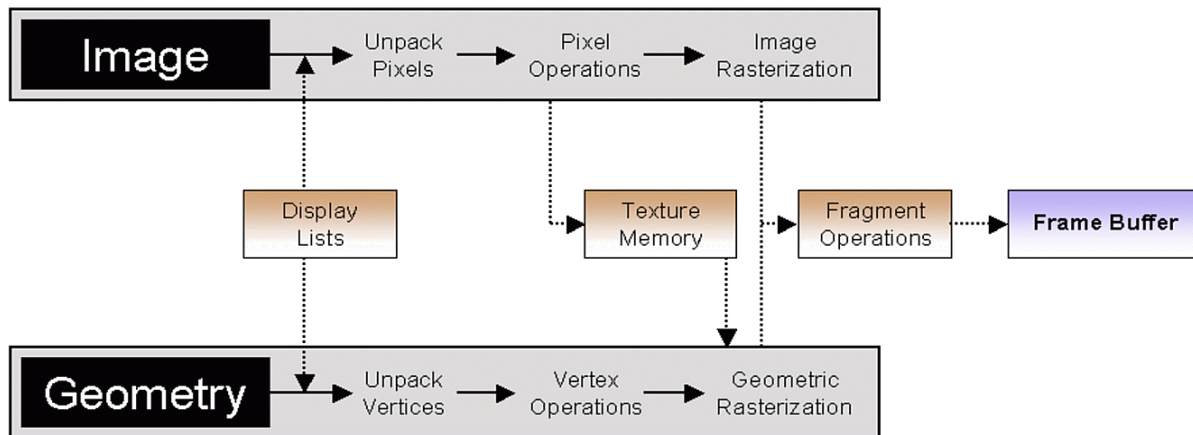 Image
Unpack
Pixels
Pixel
Operations
Image
Rasterization
Display
Lists
Texture
Memory
Fragment
Operations
Frame Buffer
Geometry
Unpack
Vertices
Vertex
Operations
Geometric
Rasterization